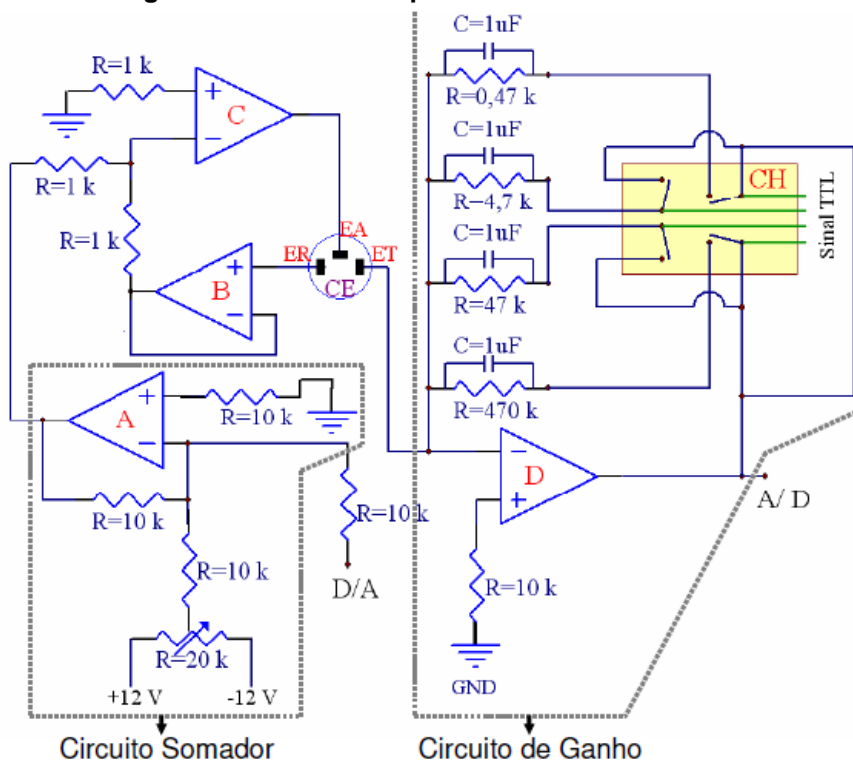 C=1uF
R=0,47 k
R=1 k
C
C=1uF
R=1 k
R−4,7 k
CH
Sinal TTL
R=1 k
EA
ER
ET
CE
B
C=1uF
R=47 k
C=1uF
R=470 k
A
R=10 k
D
A/ D
R=10 k
R=10 k
R=10 k
D/A
R=10 k
R=20 k
+12 V
-12 V
GND
Circuito Somador
Circuito de Ganho